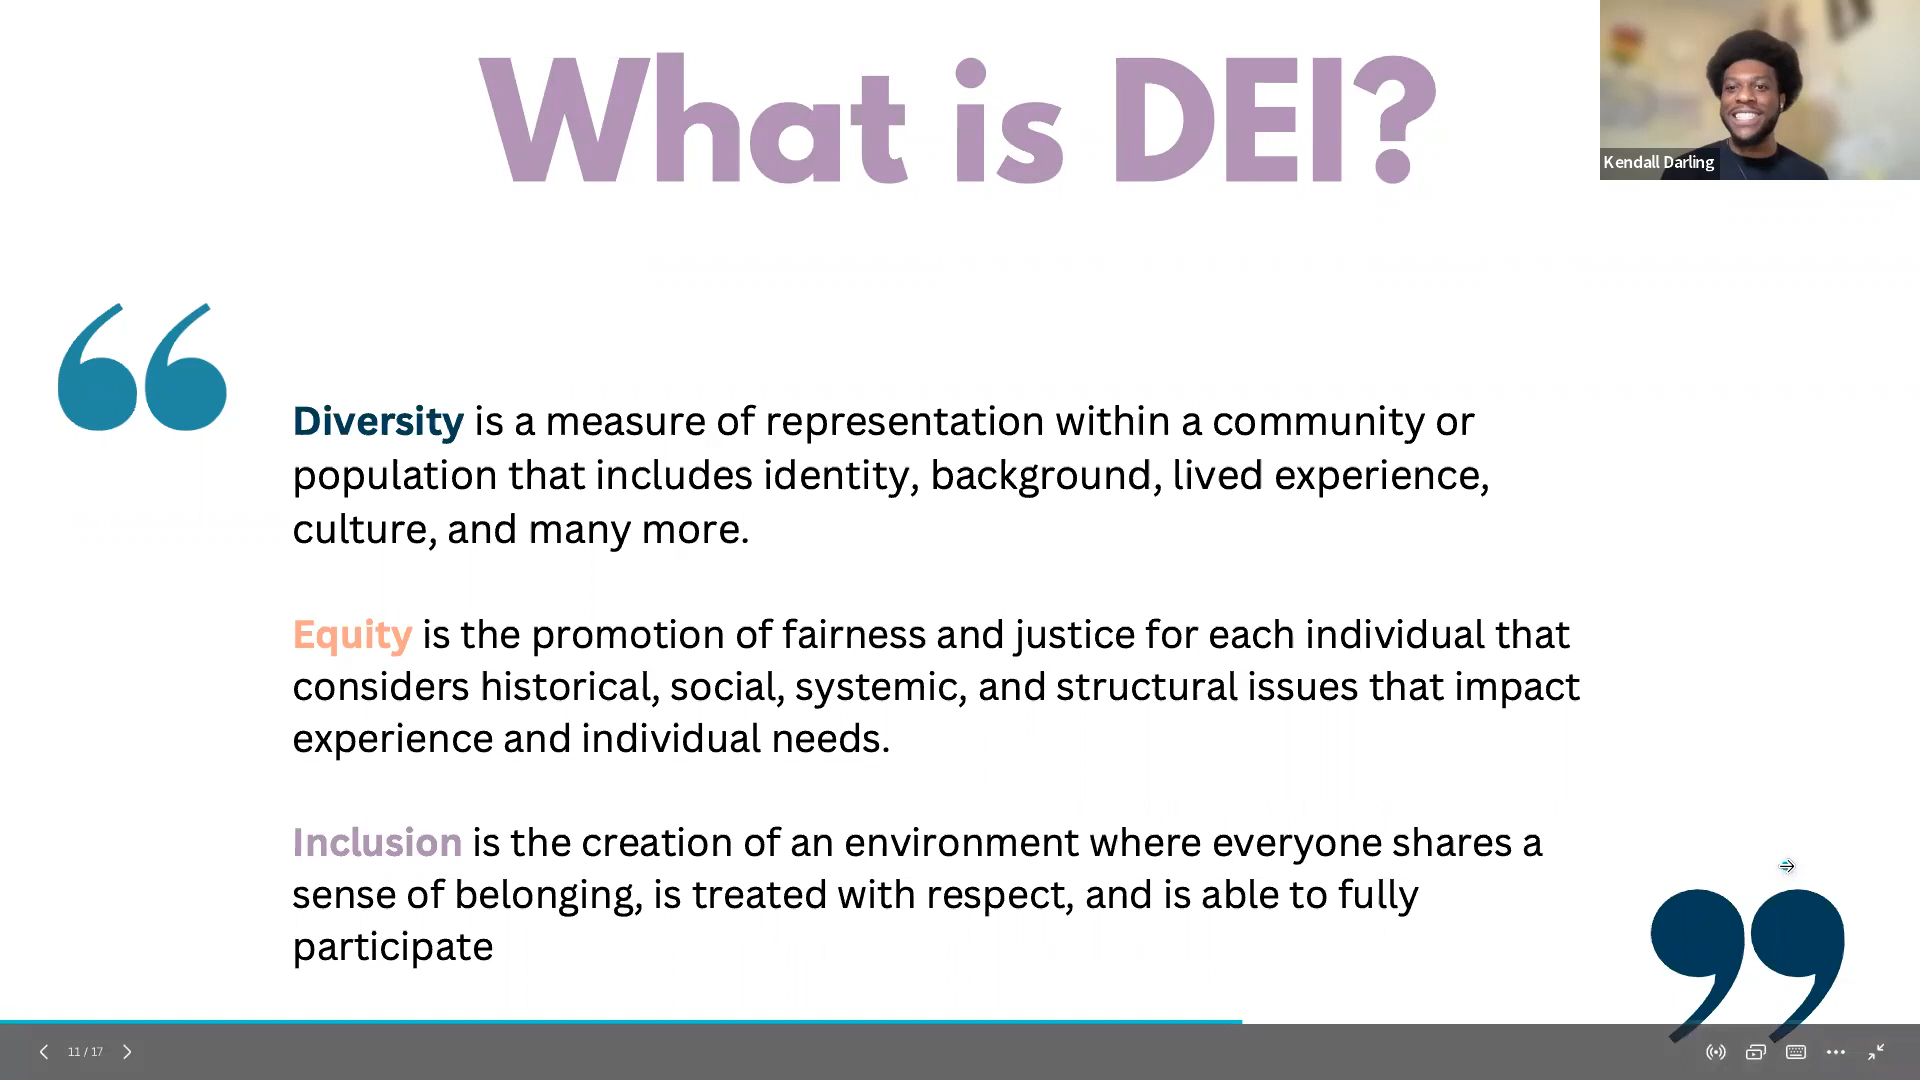 What is DEI?
Kendall Darling
“
Diversity is a measure of representation within a community or
population that includes identity, background, lived experience,
culture, and many more.
Equity is the promotion of fairness and justice for each individual that
considers historical, social, systemic, and structural issues that impact
experience and individual needs.
Inclusion is the creation of an environment where everyone shares a
sense of belonging, is treated with respect, and is able to fully
participate
”
11 / 17